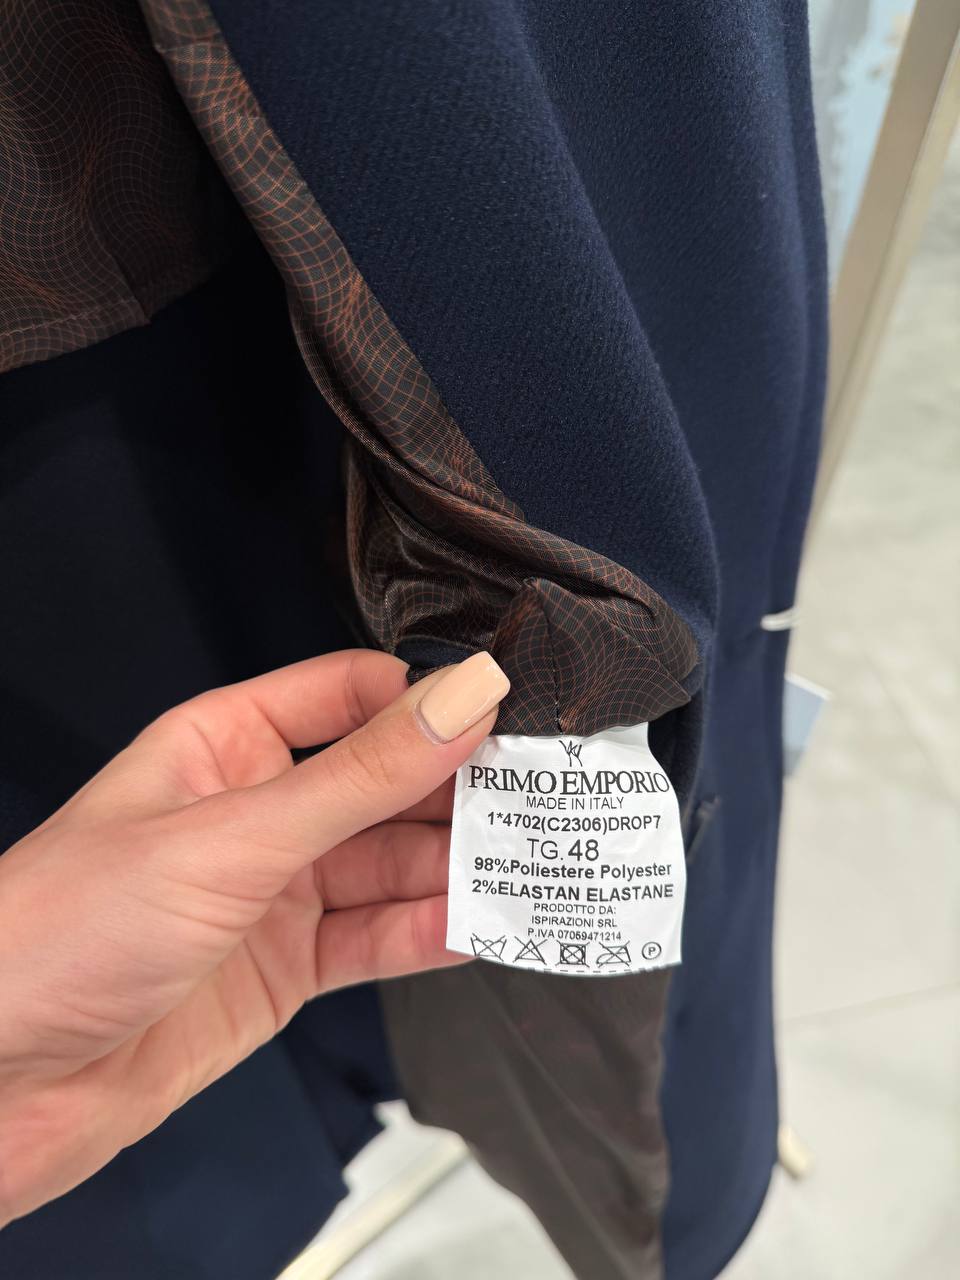 PRIMO EMPORIO
MADE IN ITALY
1*4702(C2306)DROP7
TG. 48
98%Poliestere Polyester
2%ELASTAN ELASTANE
PRODOTTO DA:
ISPIRAZIONI SRL
P.IVA 07069471214
P